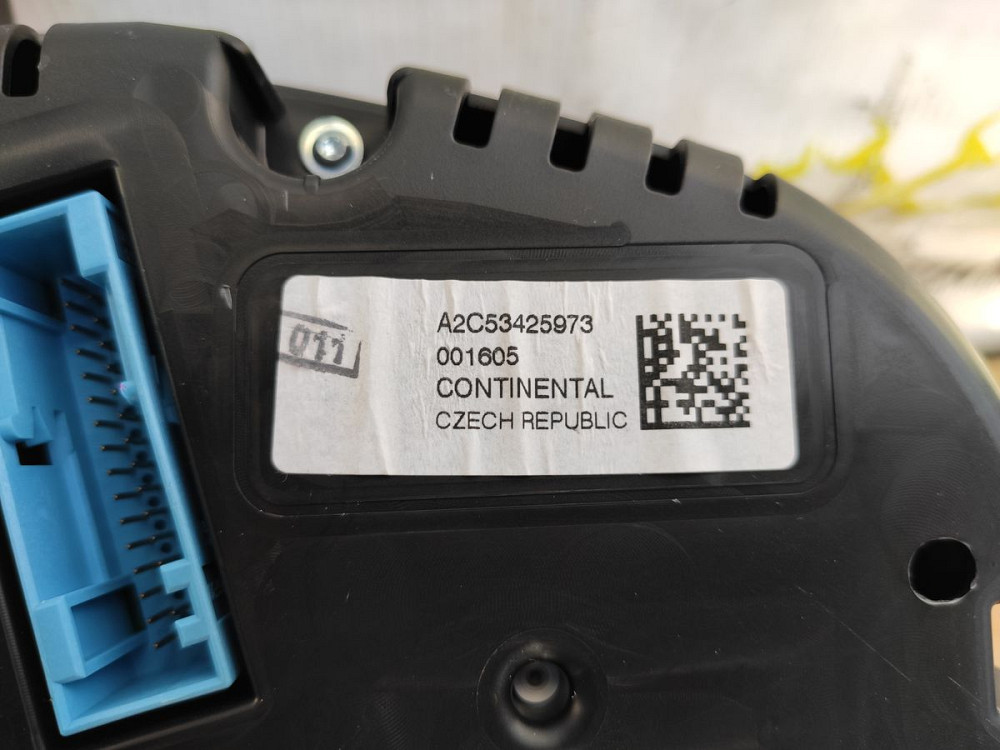 011
A2C53425973
001605
CONTINENTAL
CZECH REPUBLIC